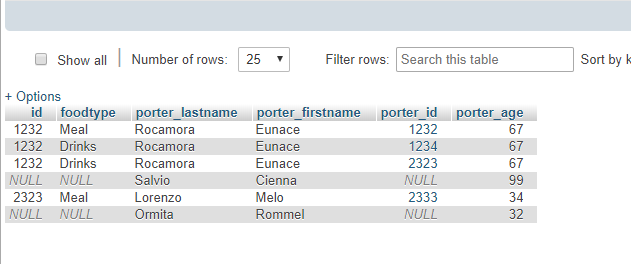 Show all | Number of rows: 25 Filter rows: Search this table Sort by k
+ Options
id foodtype porter_lastname porter_firstname porter_id porter_age
1232 Meal Rocamora Eunace 1232 67
1232 Drinks Rocamora Eunace 1234 67
1232 Drinks Rocamora Eunace 2323 67
NULL NULL Salvio Cienna NULL 99
2323 Meal Lorenzo Melo 2333 34
NULL NULL Ormita Rommel NULL 32